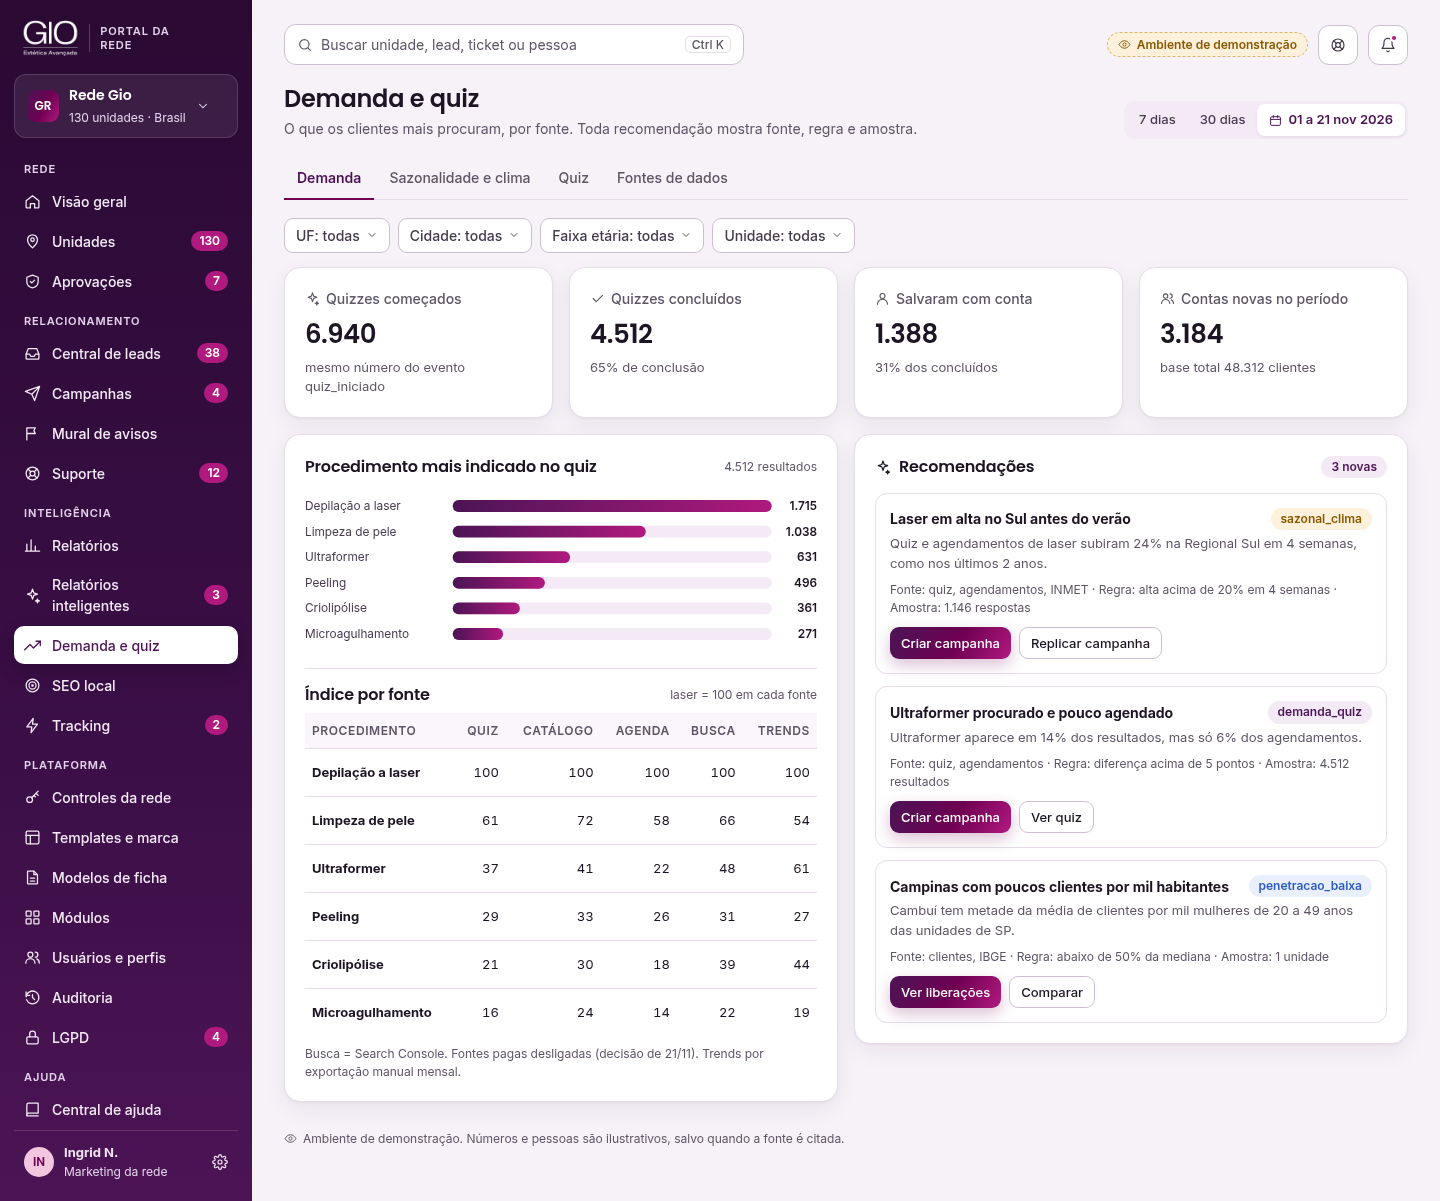 GIO
Estética Avançada
PORTAL DA
REDE
GR
Rede Gio
130 unidades · Brasil
REDE
Visão geral
Unidades 130
Aprovações 7
RELACIONAMENTO
Central de leads 38
Campanhas 4
Mural de avisos
Suporte 12
INTELIGÊNCIA
Relatórios
Relatórios
inteligentes 3
Demanda e quiz
SEO local
Tracking 2
PLATAFORMA
Controles da rede
Templates e marca
Modelos de ficha
Módulos
Usuários e perfis
Auditoria
LGPD 4
AJUDA
Central de ajuda
IN
Ingrid N.
Marketing da rede
Buscar unidade, lead, ticket ou pessoa Ctrl K
Ambiente de demonstração
Demanda e quiz
O que os clientes mais procuram, por fonte. Toda recomendação mostra fonte, regra e amostra.
7 dias 30 dias 01 a 21 nov 2026
Demanda Sazonalidade e clima Quiz Fontes de dados
UF: todas Cidade: todas Faixa etária: todas Unidade: todas
Quizzes começados
6.940
mesmo número do evento
quiz_iniciado
Quizzes concluídos
4.512
65% de conclusão
Salvaram com conta
1.388
31% dos concluídos
Contas novas no período
3.184
base total 48.312 clientes
Procedimento mais indicado no quiz 4.512 resultados
Depilação a laser 1.715
Limpeza de pele 1.038
Ultraformer 631
Peeling 496
Criolipólise 361
Microagulhamento 271
Índice por fonte laser = 100 em cada fonte
PROCEDIMENTO QUIZ CATÁLOGO AGENDA BUSCA TRENDS
Depilação a laser 100 100 100 100 100
Limpeza de pele 61 72 58 66 54
Ultraformer 37 41 22 48 61
Peeling 29 33 26 31 27
Criolipólise 21 30 18 39 44
Microagulhamento 16 24 14 22 19
Busca = Search Console. Fontes pagas desligadas (decisão de 21/11). Trends por
exportação manual mensal.
Recomendações 3 novas
Laser em alta no Sul antes do verão sazonal_clima
Quiz e agendamentos de laser subiram 24% na Regional Sul em 4 semanas,
como nos últimos 2 anos.
Fonte: quiz, agendamentos, INMET · Regra: alta acima de 20% em 4 semanas ·
Amostra: 1.146 respostas
Criar campanha Replicar campanha
Ultraformer procurado e pouco agendado demanda_quiz
Ultraformer aparece em 14% dos resultados, mas só 6% dos agendamentos.
Fonte: quiz, agendamentos · Regra: diferença acima de 5 pontos · Amostra: 4.512
resultados
Criar campanha Ver quiz
Campinas com poucos clientes por mil habitantes penetracao_baixa
Cambuí tem metade da média de clientes por mil mulheres de 20 a 49 anos
das unidades de SP.
Fonte: clientes, IBGE · Regra: abaixo de 50% da mediana · Amostra: 1 unidade
Ver liberações Comparar
Ambiente de demonstração. Números e pessoas são ilustrativos, salvo quando a fonte é citada.